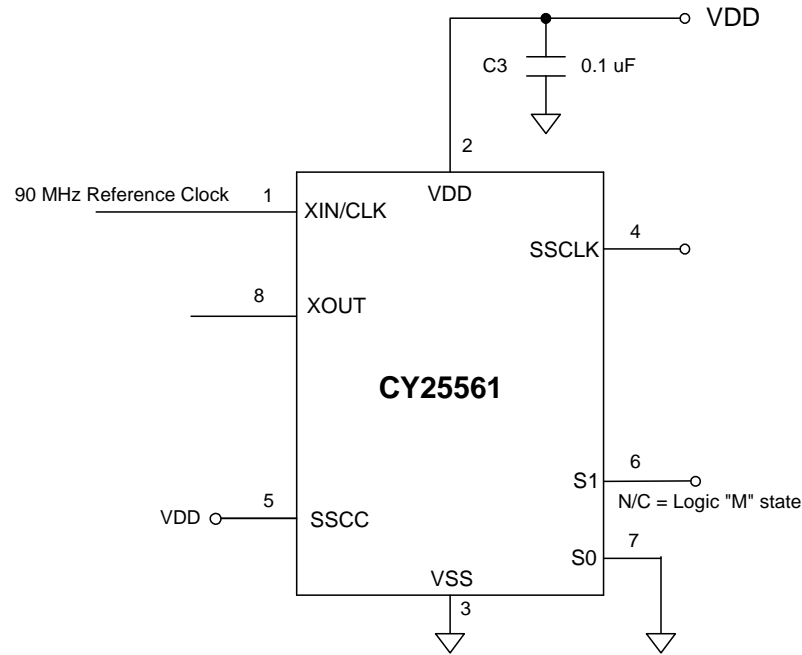 VDD
C3 0.1 uF
2
90 MHz Reference Clock 1
VDD
XIN/CLK
4
SSCLK
8
XOUT
CY25561
6
S1
N/C = Logic "M" state
5
VDD SSCC
7
S0
VSS
3